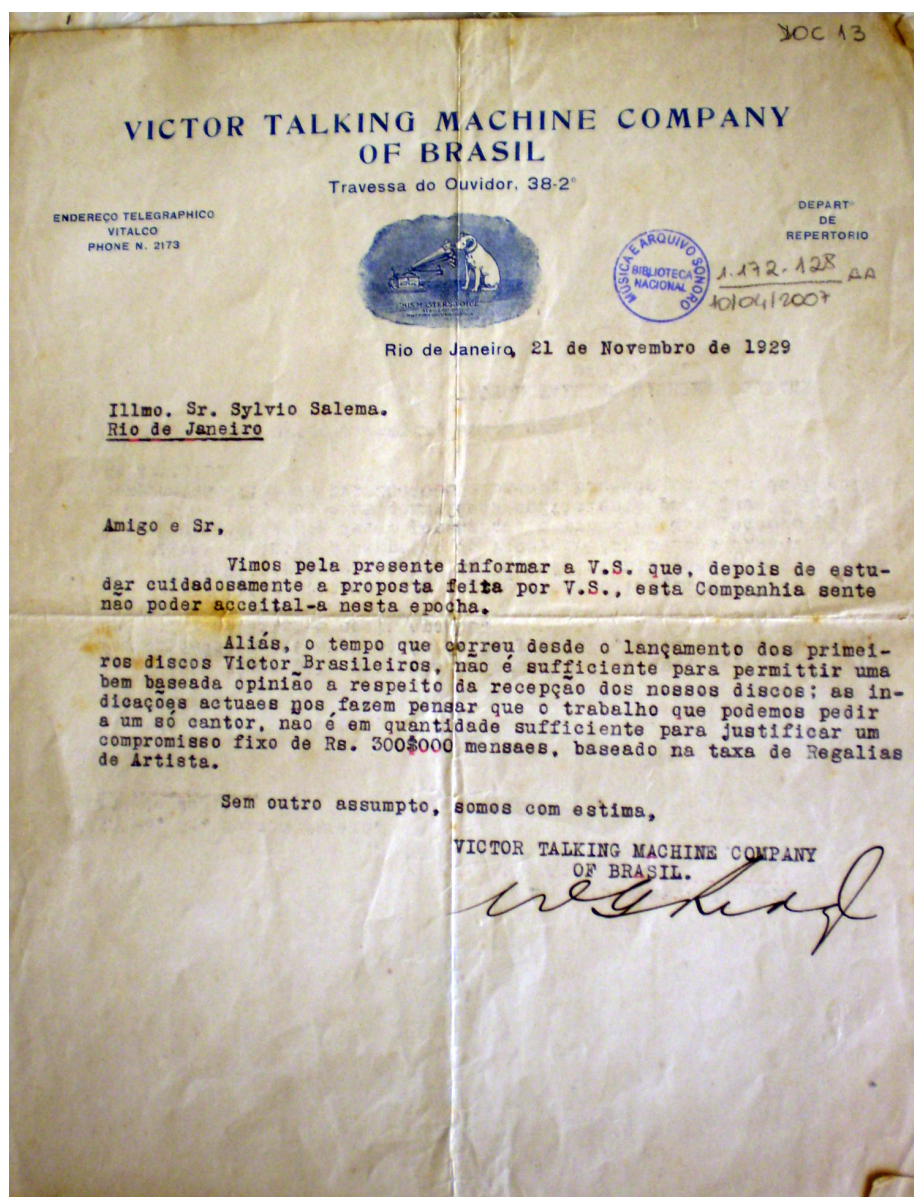 DOC 13
VICTOR TALKING MACHINE COMPANY
OF BRASIL
Travessa do Ouvidor, 38-2º
ENDEREÇO TELEGRAPHICO
VITALCO
PHONE N. 2173
DEPARTº
DE
REPERTORIO
"HIS MASTER'S VOICE"
MÚSICA E ARQUIVO SONORO
BIBLIOTECA
NACIONAL
1.172.128 AA
10/04/2007
Rio de Janeiro, 21 de Novembro de 1929
Illmo. Sr. Sylvio Salema.
Rio de Janeiro
Amigo e Sr,
Vimos pela presente informar a V.S. que, depois de estu-
dar cuidadosamente a proposta feita por V.S., esta Companhia sente
não poder acceital-a nesta epocha.
Aliás, o tempo que correu desde o lançamento dos primei-
ros discos Victor Brasileiros, não é sufficiente para permittir uma
bem baseada opinião a respeito da recepção dos nossos discos; as in-
dicações actuaes nos fazem pensar que o trabalho que podemos pedir
a um só cantor, nao é em quantidade sufficiente para justificar um
compromisso fixo de Rs. 300$000 mensaes, baseado na taxa de Regalias
de Artista.
Sem outro assumpto, somos com estima,
VICTOR TALKING MACHINE COMPANY
OF BRASIL.